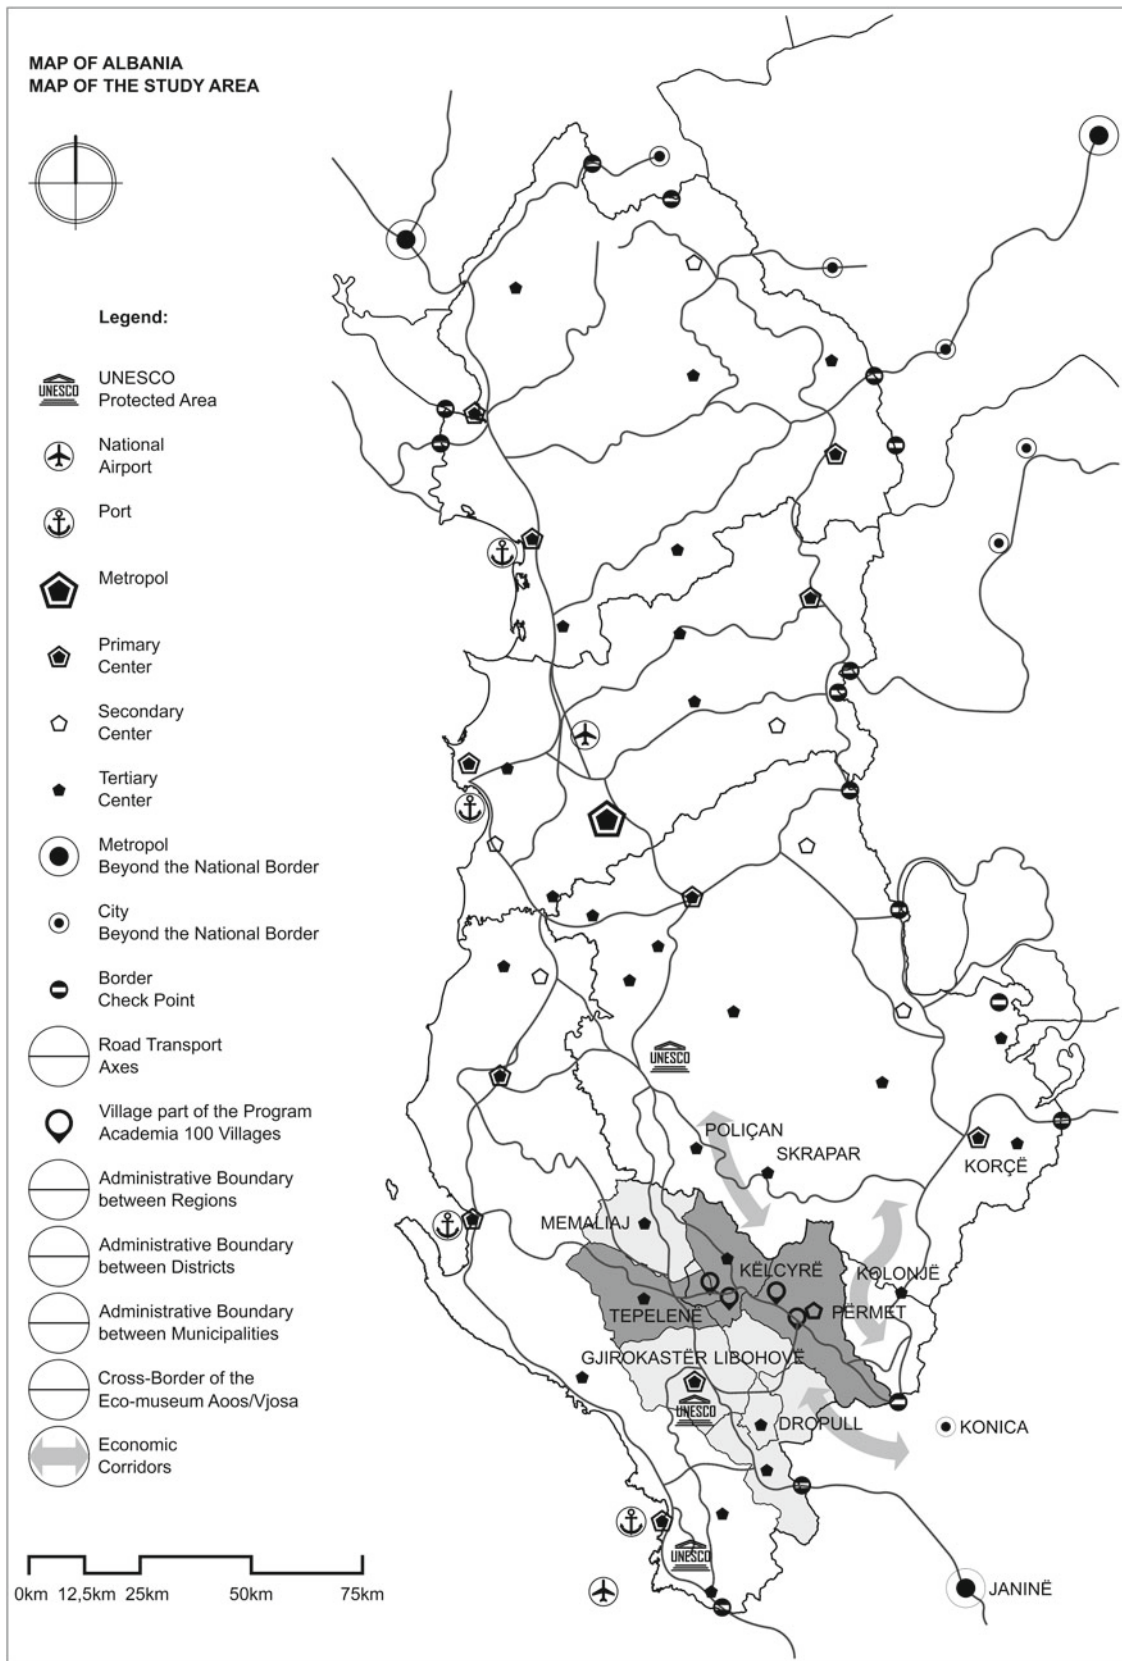 MAP OF ALBANIA
MAP OF THE STUDY AREA
Legend:
UNESCO
UNESCO
Protected Area
National
Airport
Port
Metropol
Primary
Center
Secondary
Center
Tertiary
Center
Metropol
Beyond the National Border
City
Beyond the National Border
Border
Check Point
Road Transport
Axes
Village part of the Program
Academia 100 Villages
Administrative Boundary
between Regions
Administrative Boundary
between Districts
Administrative Boundary
between Municipalities
Cross-Border of the
Eco-museum Aoos/Vjosa
Economic
Corridors
0km 12,5km 25km 50km 75km
UNESCO
POLIÇAN
SKRAPAR
KORÇË
MEMALIAJ
KËLCYRË
KOLONJË
TEPELENË
PËRMET
GJIROKASTËR LIBOHOVË
UNESCO
DROPULL
KONICA
UNESCO
JANINË